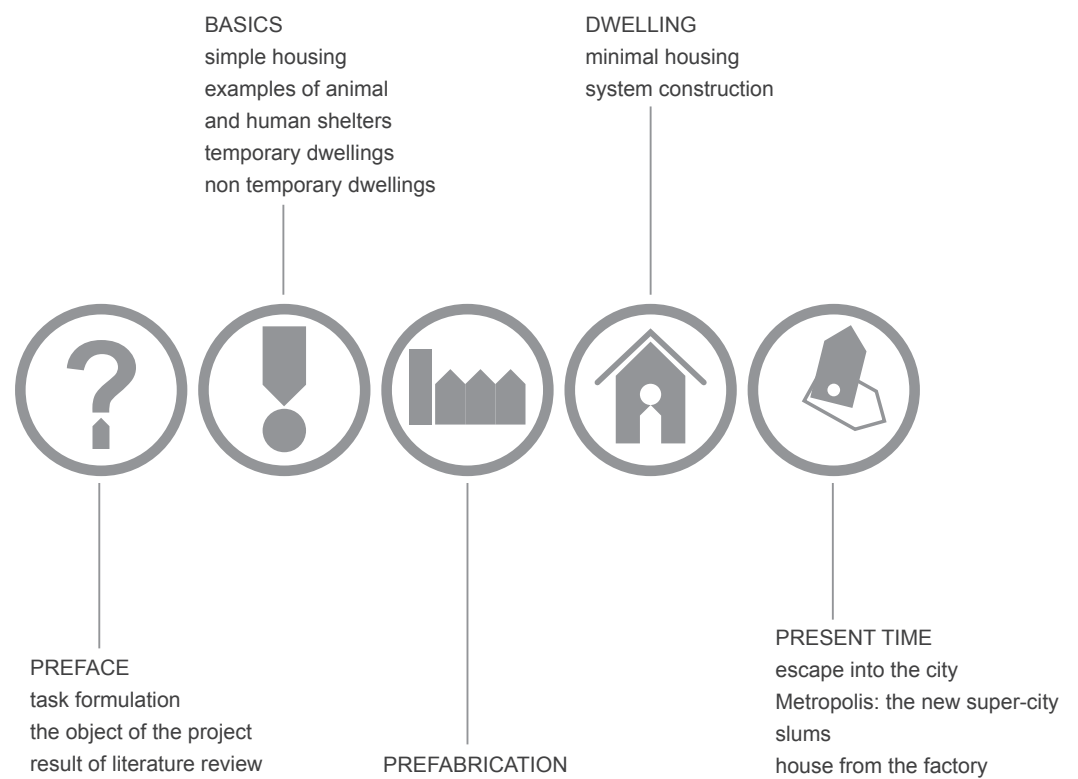 BASICS
simple housing
examples of animal
and human shelters
temporary dwellings
non temporary dwellings
DWELLING
minimal housing
system construction
?
PREFACE
task formulation
the object of the project
result of literature review
PREFABRICATION
PRESENT TIME
escape into the city
Metropolis: the new super-city
slums
house from the factory